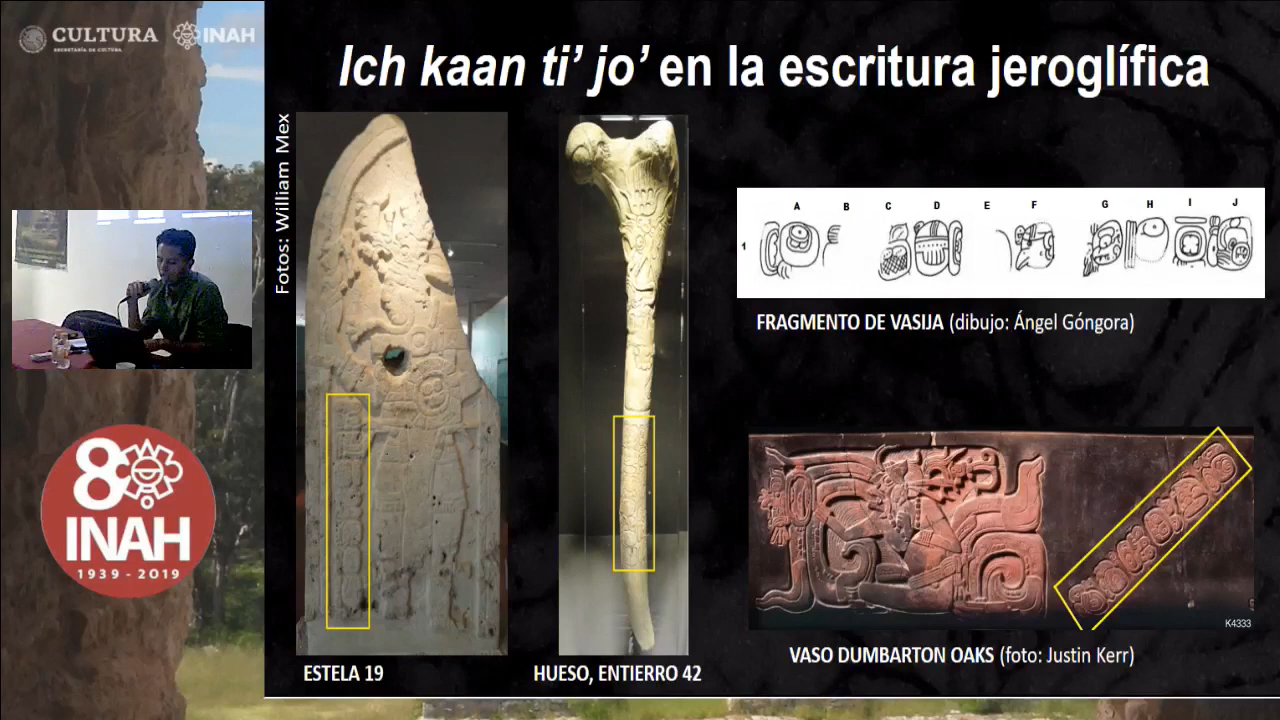 CULTURA
SECRETARÍA DE CULTURA
INAH
Ich kaan ti’ jo’ en la escritura jeroglífica
Fotos: William Mex
A B C D E F G H I J
1
FRAGMENTO DE VASIJA (dibujo: Ángel Góngora)
80
INAH
1939 - 2019
K4333
VASO DUMBARTON OAKS (foto: Justin Kerr)
ESTELA 19
HUESO, ENTIERRO 42